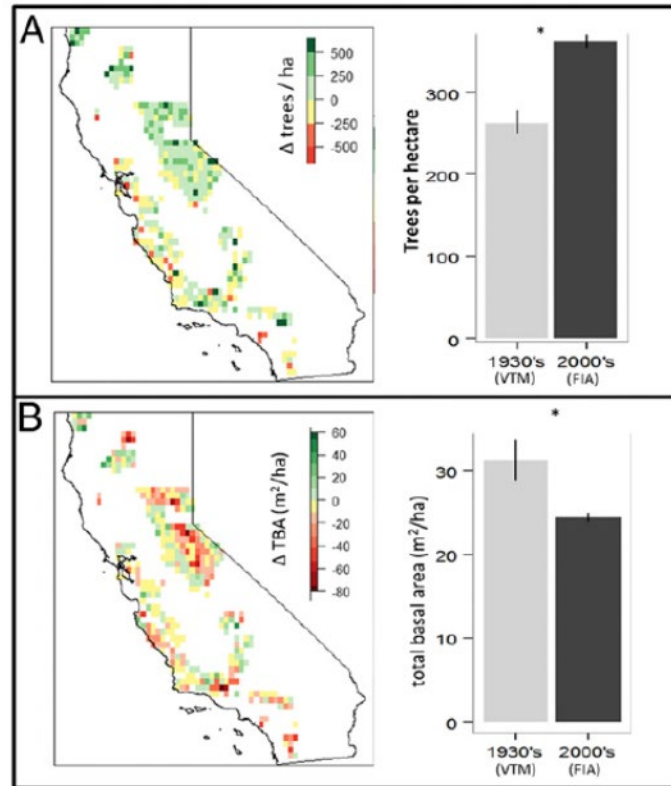 A
Δ trees / ha
500
250
0
-250
-500
Trees per hectare
*
300
200
100
0
1930's
(VTM)
2000's
(FIA)
B
Δ TBA (m²/ha)
60
40
20
0
-20
-40
-60
-80
total basal area (m²/ha)
*
30
20
10
0
1930's
(VTM)
2000's
(FIA)